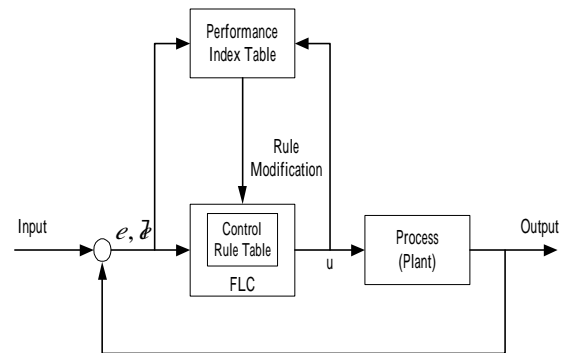 Performance
Index Table
Rule
Modification
Input
e,
Control
Rule Table
FLC
u
Process
(Plant)
Output